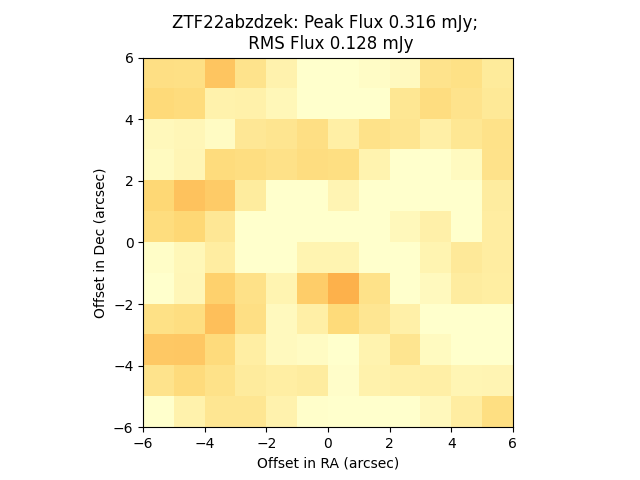 ZTF22abzdzek: Peak Flux 0.316 mJy;
RMS Flux 0.128 mJy
6
4
2
0
−2
−4
−6
Offset in Dec (arcsec)
−6 −4 −2 0 2 4 6
Offset in RA (arcsec)